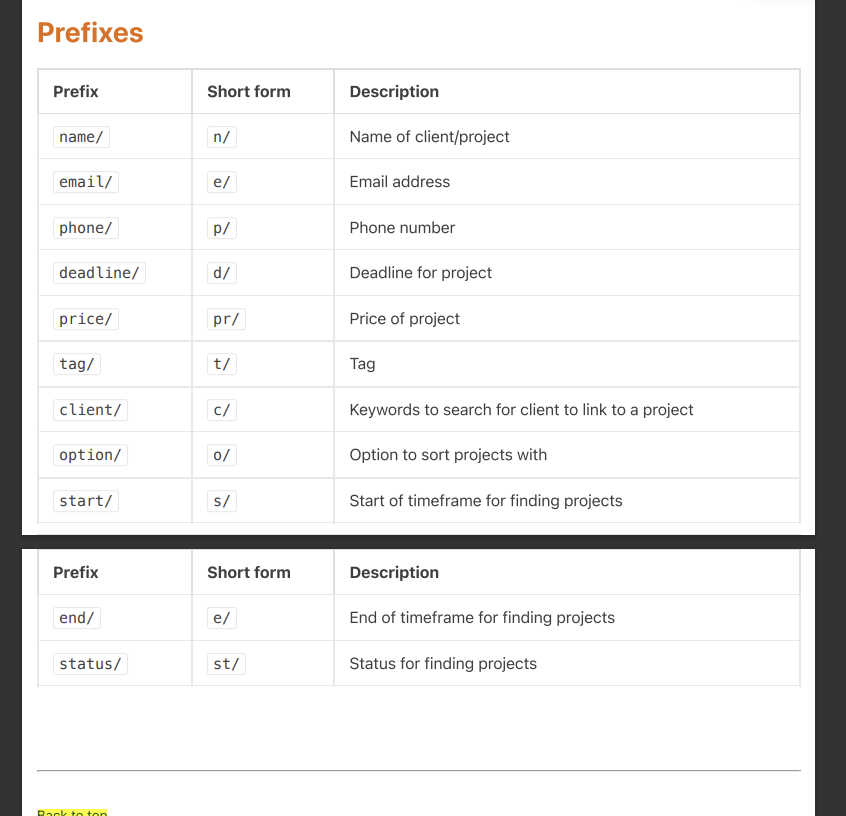 Prefixes
Prefix Short form Description
name/ n/ Name of client/project
email/ e/ Email address
phone/ p/ Phone number
deadline/ d/ Deadline for project
price/ pr/ Price of project
tag/ t/ Tag
client/ c/ Keywords to search for client to link to a project
option/ o/ Option to sort projects with
start/ s/ Start of timeframe for finding projects
Prefix Short form Description
end/ e/ End of timeframe for finding projects
status/ st/ Status for finding projects
Back to top